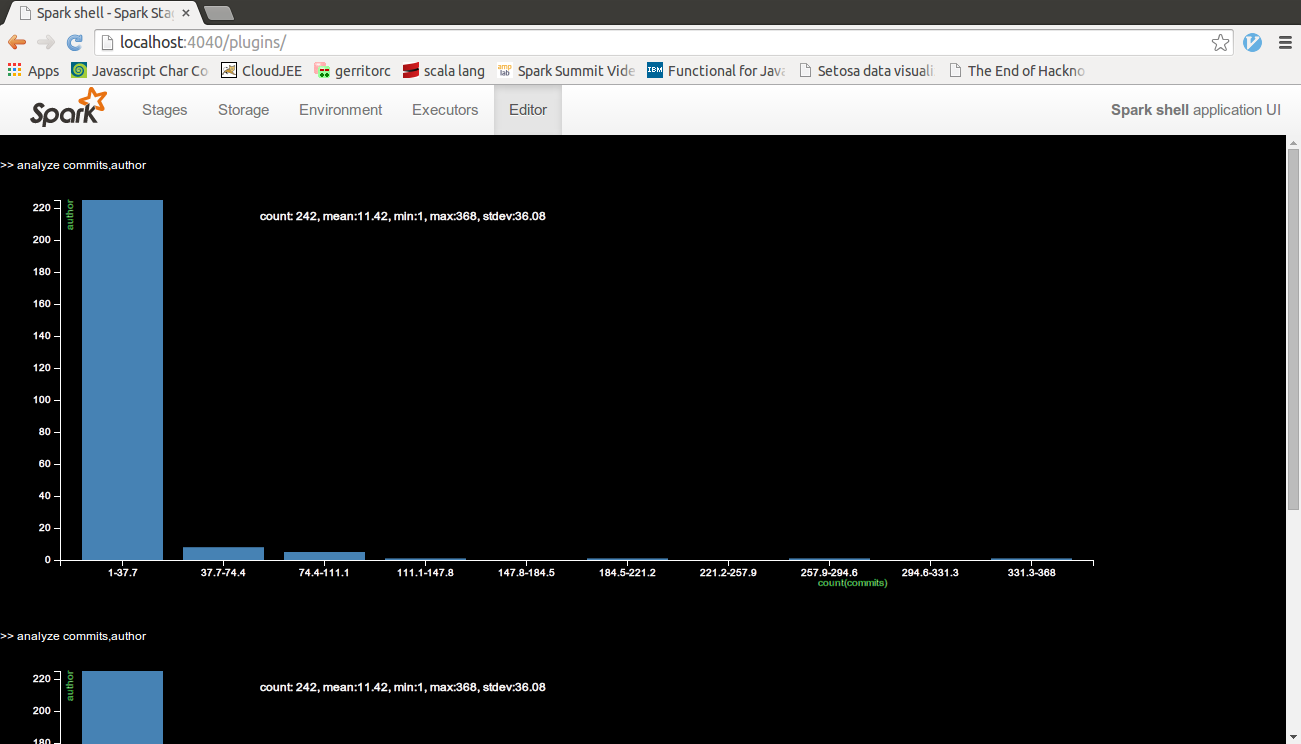 Spark shell - Spark Sta
localhost:4040/plugins/
Apps Javascript Char Co CloudJEE gerritorc scala lang amp lab Spark Summit Vide IBM Functional for Java Setosa data visuali The End of Hackno
Spark Stages Storage Environment Executors Editor Spark shell application UI
>> analyze commits,author
author
count: 242, mean:11.42, min:1, max:368, stdev:36.08
220
200
180
160
140
120
100
80
60
40
20
0
1-37.7 37.7-74.4 74.4-111.1 111.1-147.8 147.8-184.5 184.5-221.2 221.2-257.9 257.9-294.6 294.6-331.3 331.3-368
count(commits)
>> analyze commits,author
author
count: 242, mean:11.42, min:1, max:368, stdev:36.08
220
200
180